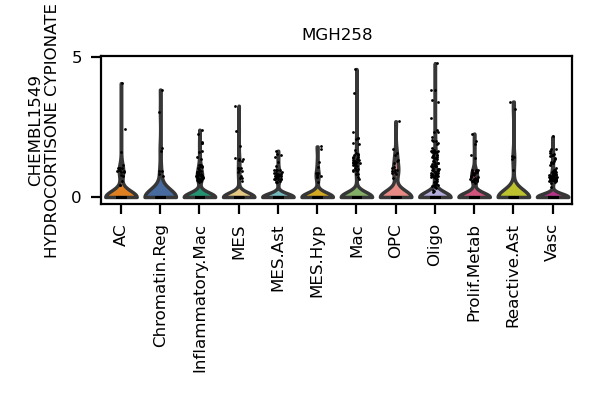 MGH258
CHEMBL1549
HYDROCORTISONE CYPIONATE
5
0
AC
Chromatin.Reg
Inflammatory.Mac
MES
MES.Ast
MES.Hyp
Mac
OPC
Oligo
Prolif.Metab
Reactive.Ast
Vasc